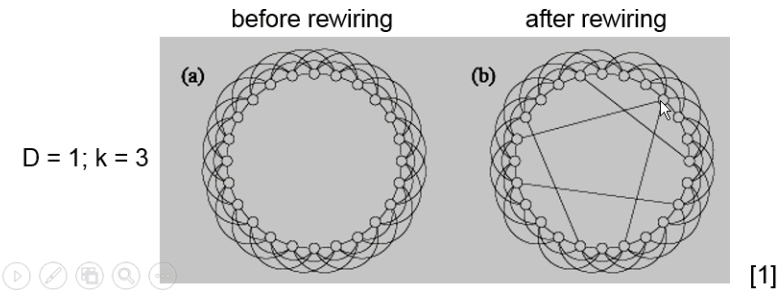 before rewiring
after rewiring
(a)
(b)
D = 1; k = 3
[1]